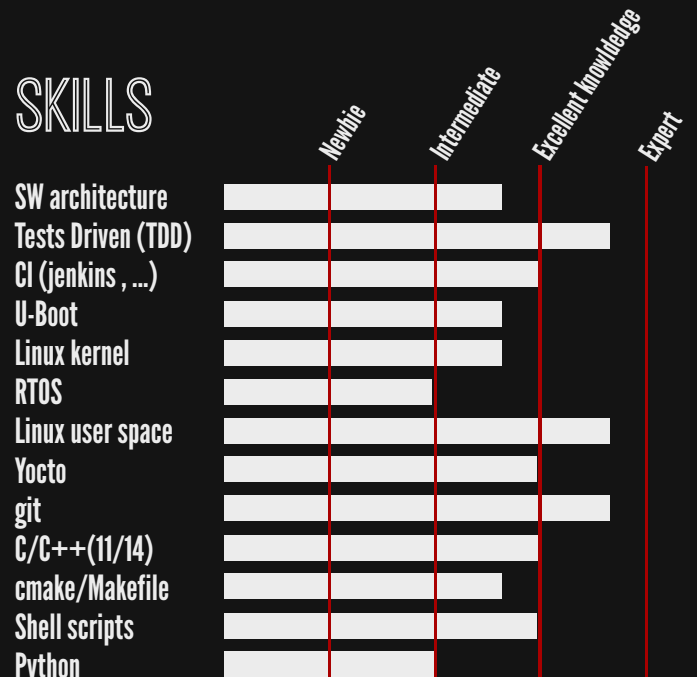 SKILLS
Newbie
Intermediate
Excellent knowldedge
Expert
SW architecture
Tests Driven (TDD)
CI (jenkins , ...)
U-Boot
Linux kernel
RTOS
Linux user space
Yocto
git
C/C++(11/14)
cmake/Makefile
Shell scripts
Python